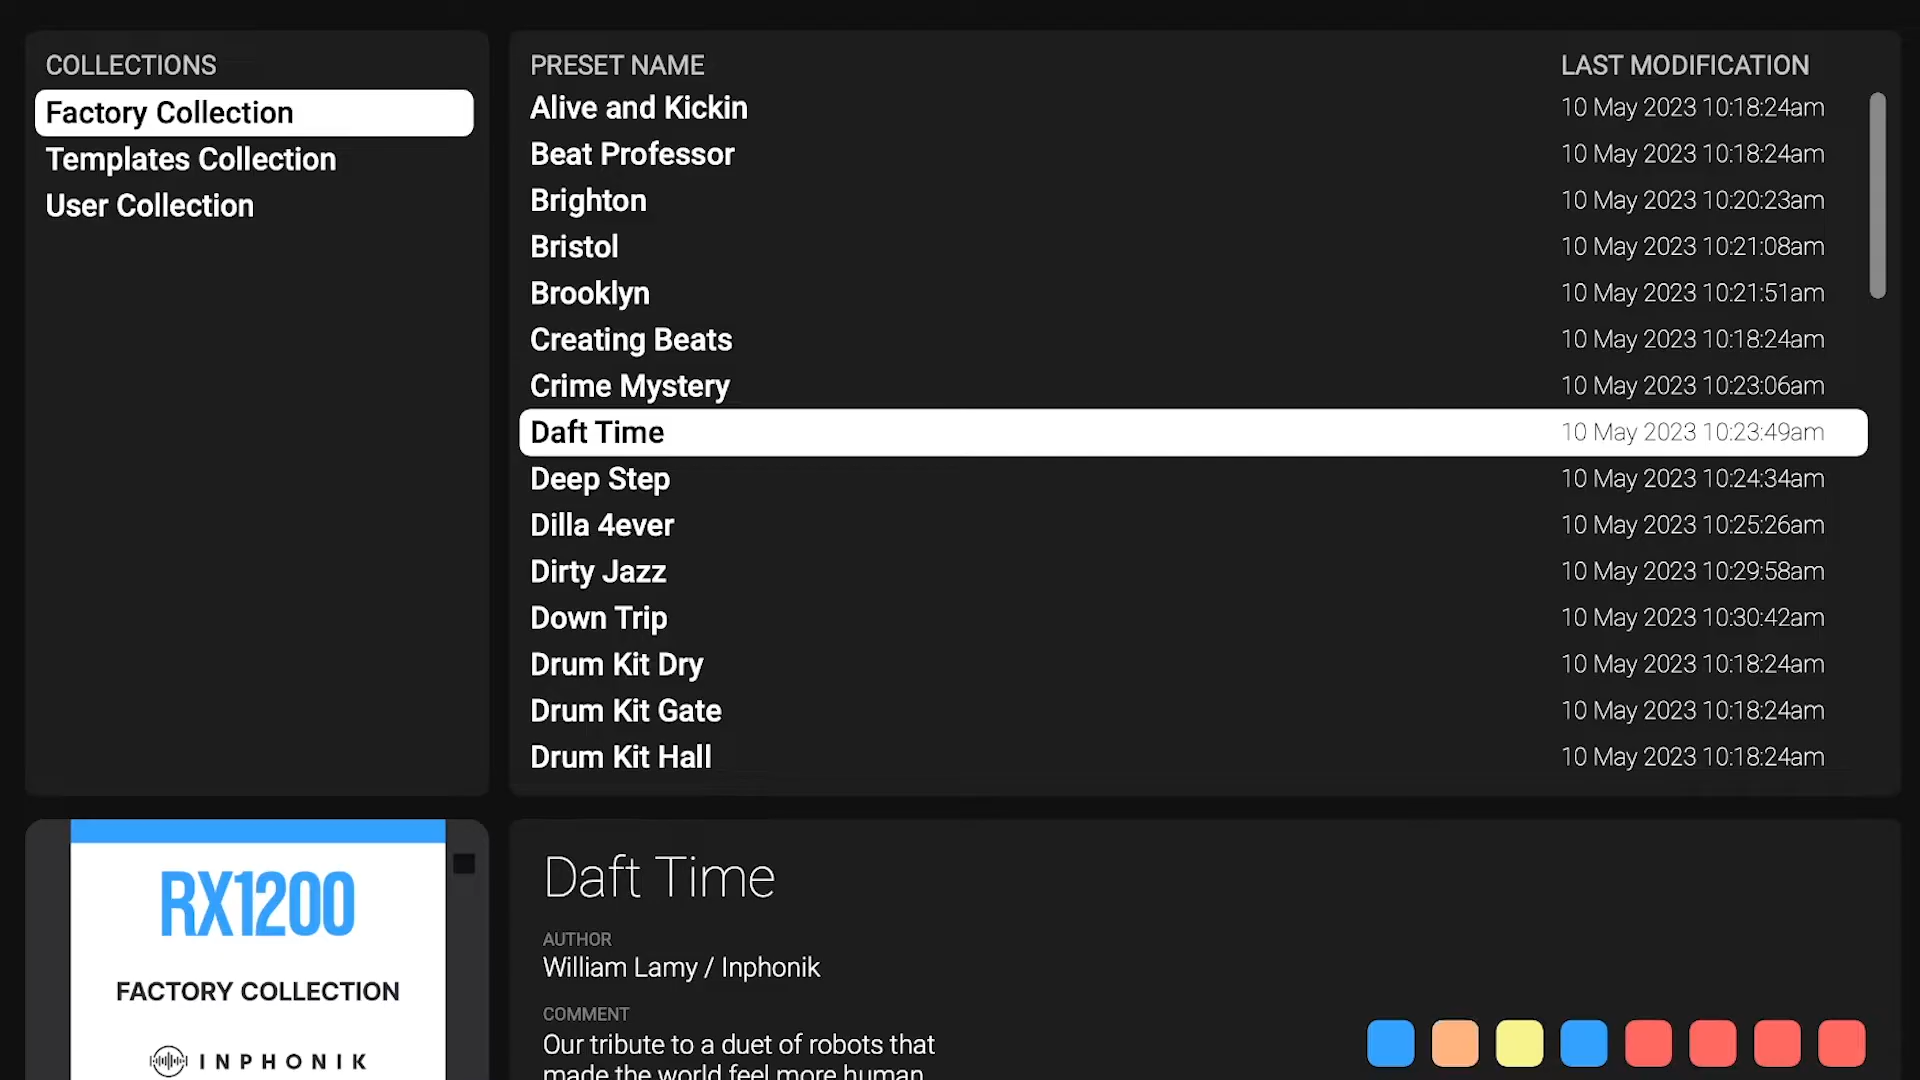 COLLECTIONS
Factory Collection
Templates Collection
User Collection
PRESET NAME LAST MODIFICATION
Alive and Kickin 10 May 2023 10:18:24am
Beat Professor 10 May 2023 10:18:24am
Brighton 10 May 2023 10:20:23am
Bristol 10 May 2023 10:21:08am
Brooklyn 10 May 2023 10:21:51am
Creating Beats 10 May 2023 10:18:24am
Crime Mystery 10 May 2023 10:23:06am
Daft Time 10 May 2023 10:23:49am
Deep Step 10 May 2023 10:24:34am
Dilla 4ever 10 May 2023 10:25:26am
Dirty Jazz 10 May 2023 10:29:58am
Down Trip 10 May 2023 10:30:42am
Drum Kit Dry 10 May 2023 10:18:24am
Drum Kit Gate 10 May 2023 10:18:24am
Drum Kit Hall 10 May 2023 10:18:24am
RX1200
FACTORY COLLECTION
INPHONIK
Daft Time
AUTHOR
William Lamy / Inphonik
COMMENT
Our tribute to a duet of robots that
made the world feel more human